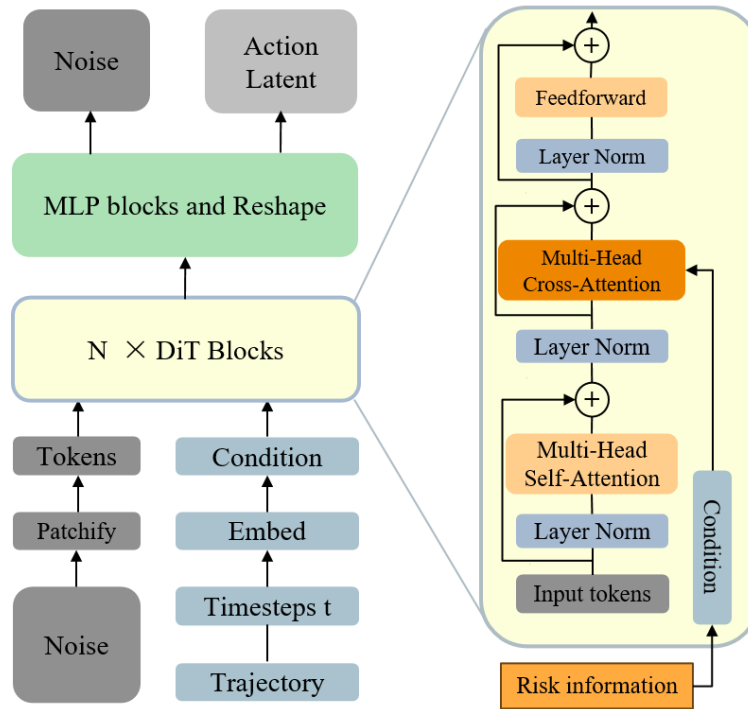 Noise
Action
Latent
MLP blocks and Reshape
N × DiT Blocks
Tokens
Patchify
Noise
Condition
Embed
Timesteps t
Trajectory
+
Feedforward
Layer Norm
+
Multi-Head
Cross-Attention
Layer Norm
+
Multi-Head
Self-Attention
Layer Norm
Input tokens
Condition
Risk information